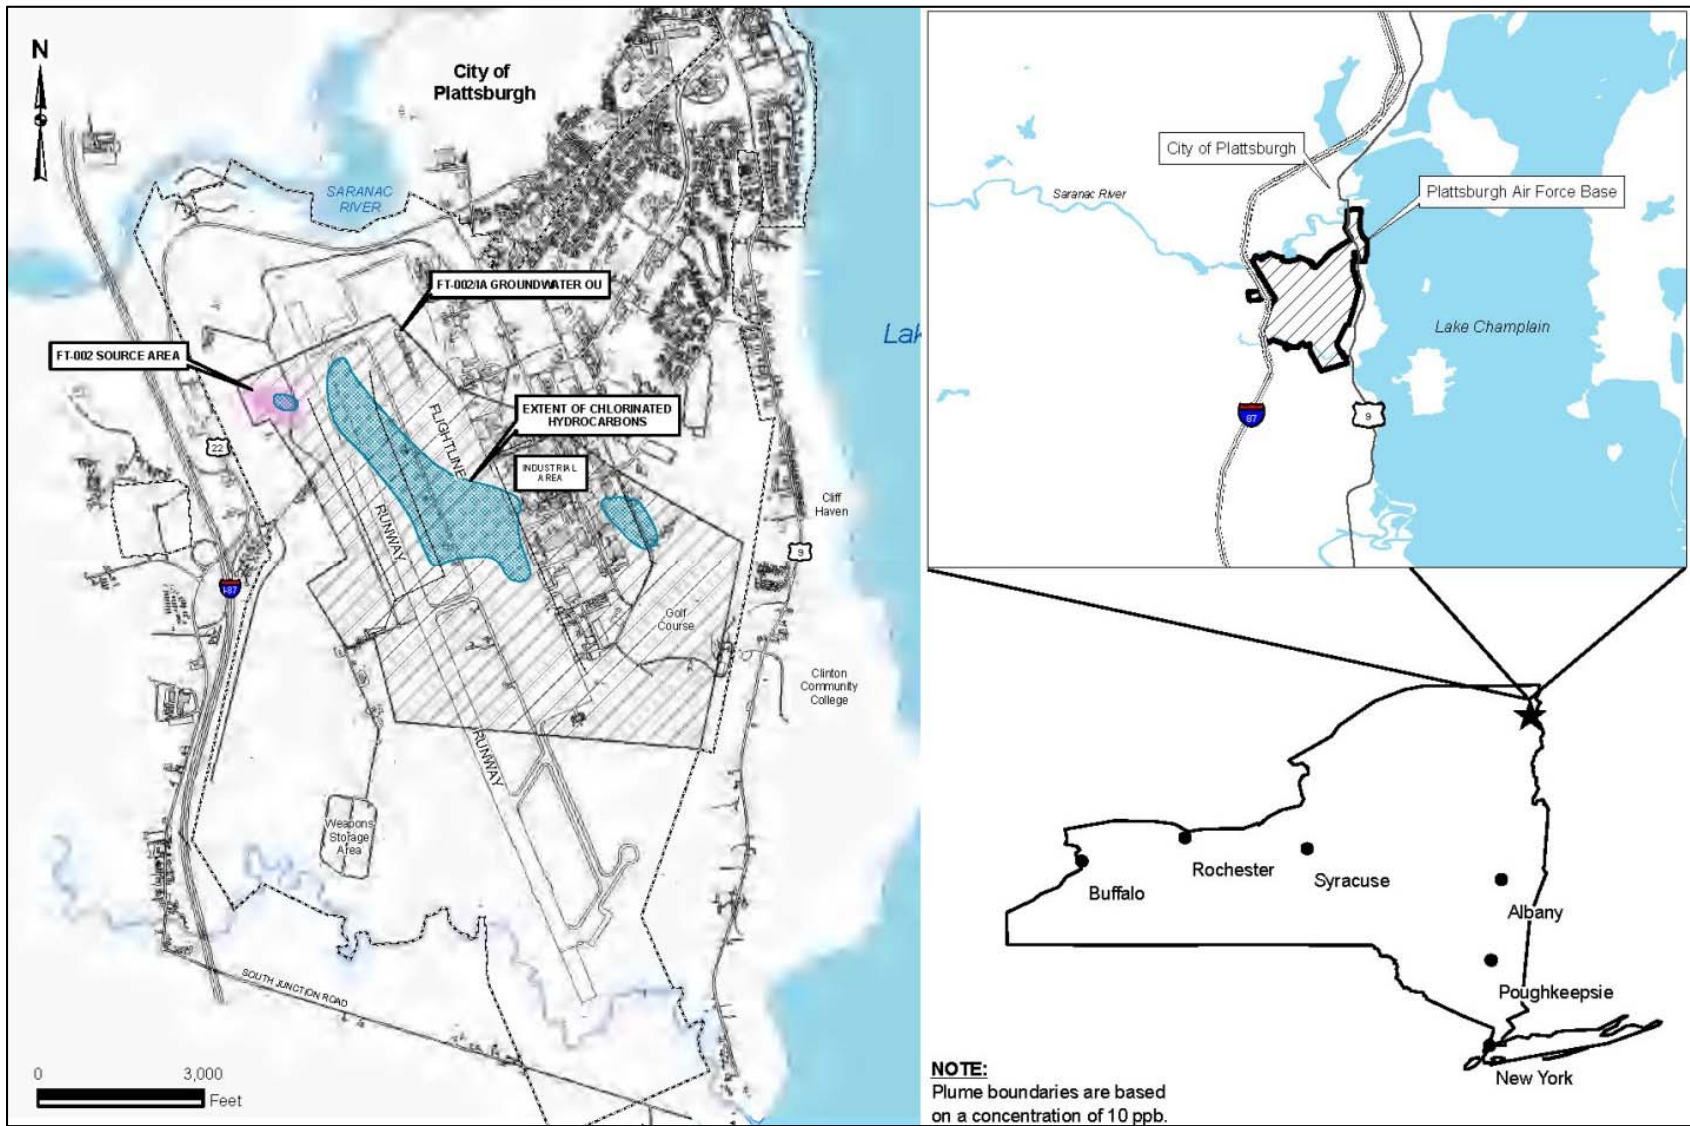 N
City of
Plattsburgh
SARANAC
RIVER
FT-002/IA GROUNDWATER OU
FT-002 SOURCE AREA
EXTENT OF CHLORINATED
HYDROCARBONS
FLIGHTLINE
INDUSTRIAL
AREA
22
RUNWAY
Cliff
Haven
9
I-87
Golf
Course
Clinton
Community
College
RUNWAY
Weapons
Storage
Area
SOUTH JUNCTION ROAD
0 3,000
Feet
City of Plattsburgh
Saranac River
Plattsburgh Air Force Base
Lake Champlain
87
9
Buffalo
Rochester
Syracuse
Albany
Poughkeepsie
New York
NOTE:
Plume boundaries are based
on a concentration of 10 ppb.